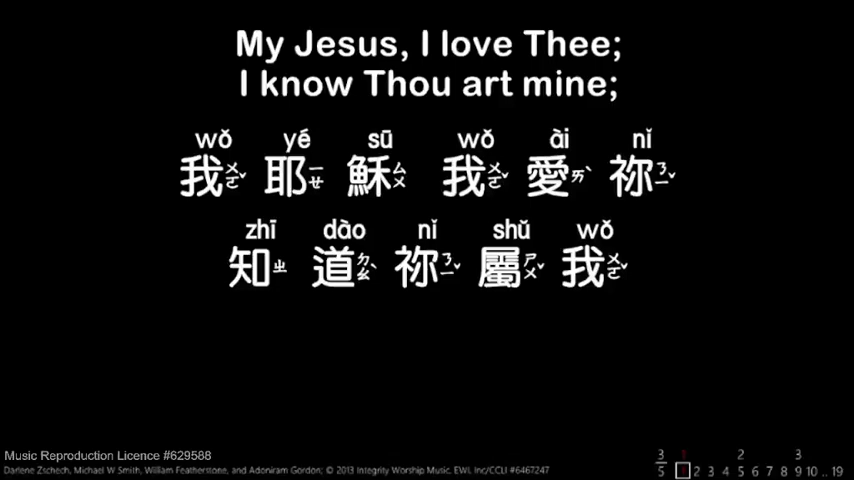 My Jesus, I love Thee;
I know Thou art mine;
wǒ yé sū wǒ ài nǐ
我ㄨㄛˇ 耶ㄧㄝ 穌ㄙㄨ 我ㄨㄛˇ 愛ㄞˋ 祢ㄋㄧˇ
zhī dào nǐ shǔ wǒ
知ㄓ 道ㄉㄠˋ 祢ㄋㄧˇ 屬ㄕㄨˇ 我ㄨㄛˇ
Music Reproduction Licence #629588
Darlene Zschech, Michael W Smith, William Featherstone, and Adoniram Gordon; © 2013 Integrity Worship Music, EWI, Inc/CCLI #6467247
3 1 2 3
5 1 2 3 4 5 6 7 8 9 10 .. 19